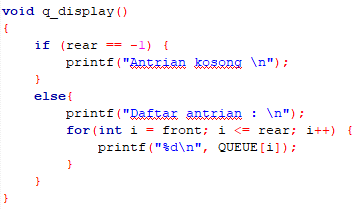 void q_display()
{
if (rear == -1) {
printf("Antrian kosong \n");
}
else{
printf("Daftar antrian : \n");
for(int i = front; i <= rear; i++) {
printf("%d\n", QUEUE[i]);
}
}
}